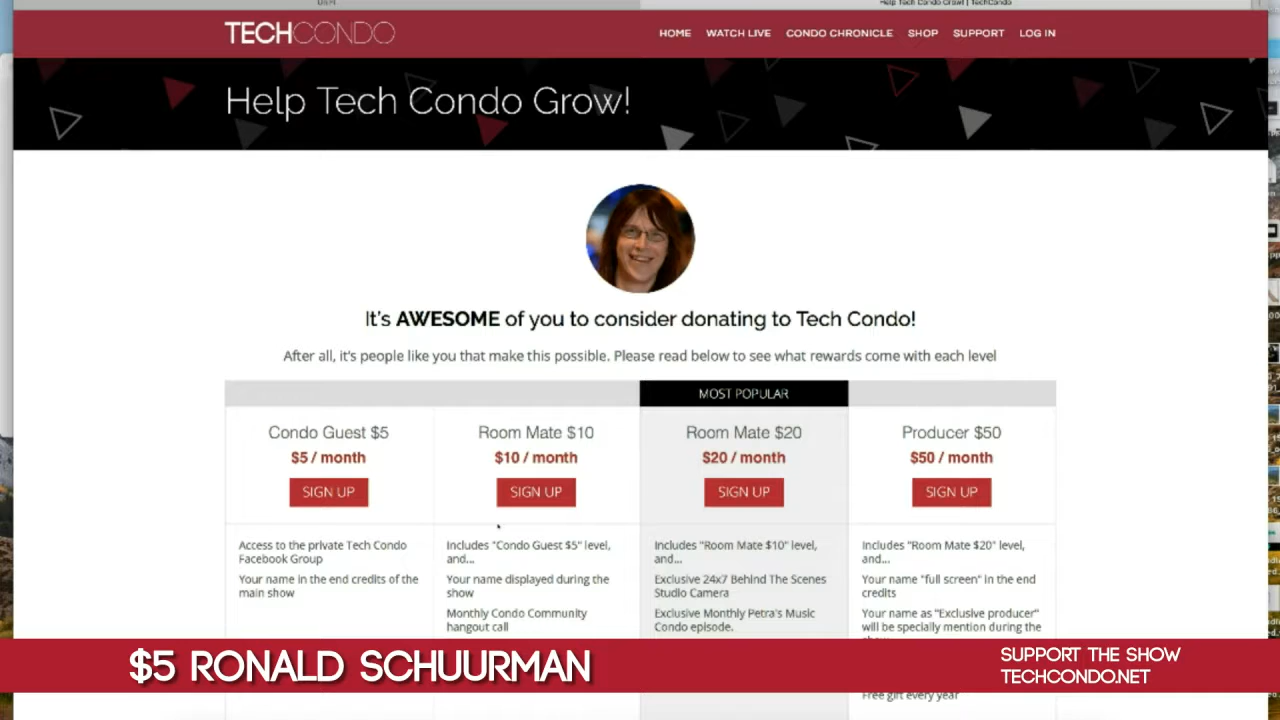 Help Tech Condo Grow! | TechCondo
TECHCONDO
HOME WATCH LIVE CONDO CHRONICLE SHOP SUPPORT LOG IN
Help Tech Condo Grow!
It's AWESOME of you to consider donating to Tech Condo!
After all, it's people like you that make this possible. Please read below to see what rewards come with each level
MOST POPULAR
Condo Guest $5
$5 / month
SIGN UP
Access to the private Tech Condo
Facebook Group
Your name in the end credits of the
main show
Room Mate $10
$10 / month
SIGN UP
Includes "Condo Guest $5" level,
and...
Your name displayed during the
show
Monthly Condo Community
hangout call
Room Mate $20
$20 / month
SIGN UP
Includes "Room Mate $10" level,
and...
Exclusive 24x7 Behind The Scenes
Studio Camera
Exclusive Monthly Petra's Music
Condo episode.
Producer $50
$50 / month
SIGN UP
Includes "Room Mate $20" level,
and...
Your name "full screen" in the end
credits
Your name as "Exclusive producer"
will be specially mention during the
Free gift every year
$5 RONALD SCHUURMAN
SUPPORT THE SHOW
TECHCONDO.NET